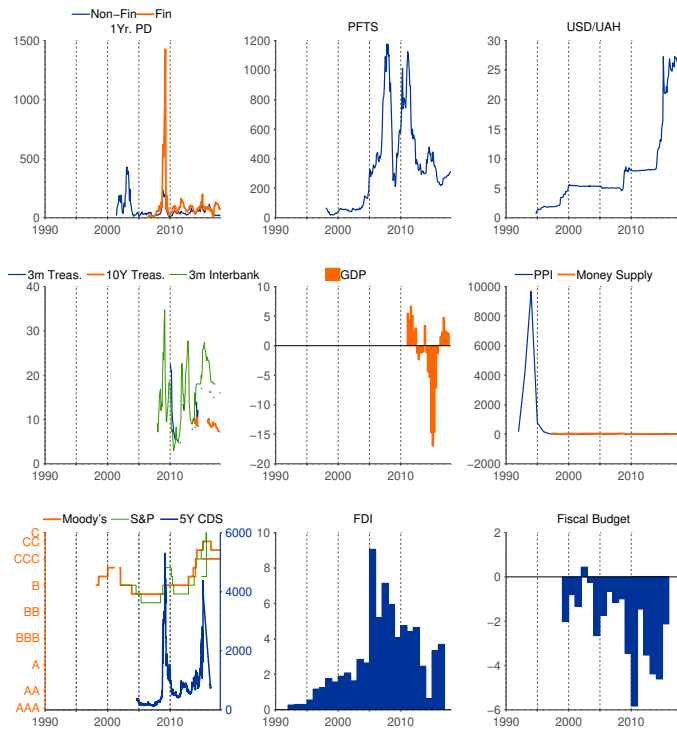 Non−Fin Fin
1Yr. PD
1500
1000
500
0
1990 2000 2010
PFTS
1200
1000
800
600
400
200
0
1990 2000 2010
USD/UAH
30
25
20
15
10
5
0
1990 2000 2010
3m Treas. 10Y Treas. 3m Interbank
40
30
20
10
0
1990 2000 2010
GDP
10
5
0
−5
−10
−15
−20
1990 2000 2010
PPI Money Supply
10000
8000
6000
4000
2000
0
−2000
1990 2000 2010
Moody's S&P 5Y CDS
C
CC
CCC
B
BB
BBB
A
AA
AAA
6000
4000
2000
0
1990 2000 2010
FDI
10
8
6
4
2
0
1990 2000 2010
Fiscal Budget
2
0
−2
−4
−6
1990 2000 2010